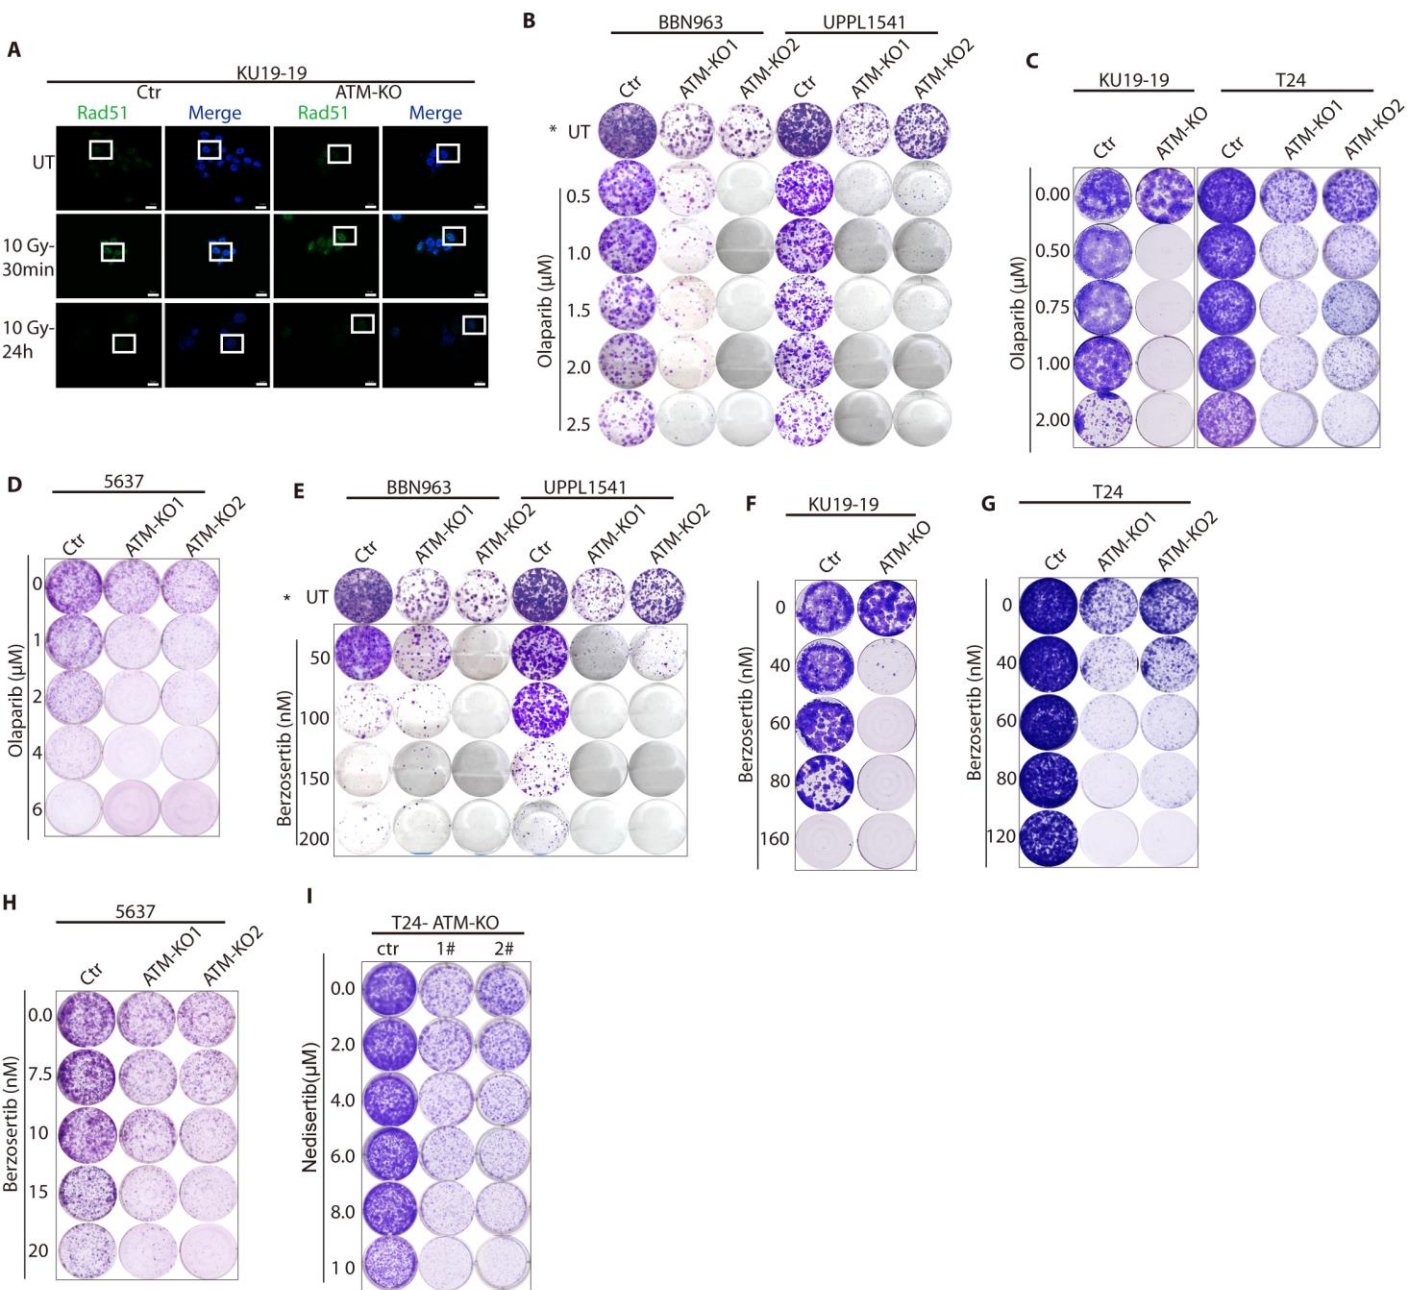 A
KU19-19
Ctr ATM-KO
Rad51 Merge Rad51 Merge
UT
10 Gy-
30min
10 Gy-
24h
B
BBN963 UPPL1541
Ctr ATM-KO1 ATM-KO2 Ctr ATM-KO1 ATM-KO2
* UT
0.5
1.0
1.5
2.0
2.5
Olaparib (μM)
C
KU19-19 T24
Ctr ATM-KO Ctr ATM-KO1 ATM-KO2
0.00
0.50
0.75
1.00
2.00
Olaparib (μM)
D
5637
Ctr ATM-KO1 ATM-KO2
0
1
2
4
6
Olaparib (μM)
E
BBN963 UPPL1541
Ctr ATM-KO1 ATM-KO2 Ctr ATM-KO1 ATM-KO2
* UT
50
100
150
200
Berzosertib (nM)
F
KU19-19
Ctr ATM-KO
0
40
60
80
160
Berzosertib (nM)
G
T24
Ctr ATM-KO1 ATM-KO2
0
40
60
80
120
Berzosertib (nM)
H
5637
Ctr ATM-KO1 ATM-KO2
0.0
7.5
10
15
20
Berzosertib (nM)
I
T24- ATM-KO
ctr 1# 2#
0.0
2.0
4.0
6.0
8.0
1 0
Nedisertib(μM)